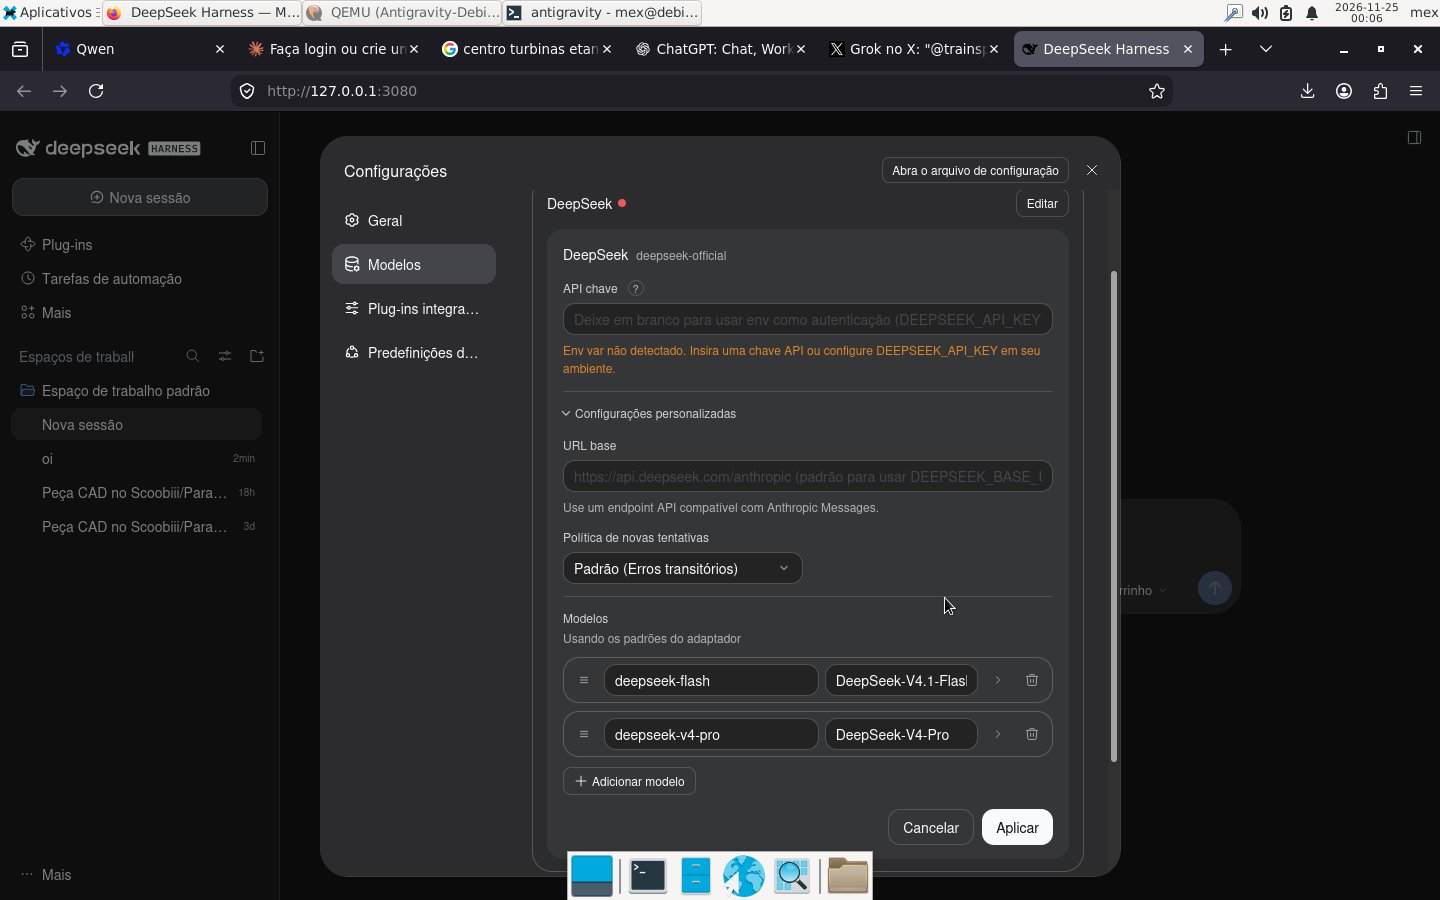 Aplicativos
DeepSeek Harness — M...
QEMU (Antigravity-Debi...
antigravity - mex@debi...
2026-11-25
00:06
mex
Qwen
Faça login ou crie un
centro turbinas etan
ChatGPT: Chat, Work
Grok no X: "@transp
DeepSeek Harness
http://127.0.0.1:3080
deepseek HARNESS
Nova sessão
Plug-ins
Tarefas de automação
Mais
Espaços de trabalh
Espaço de trabalho padrão
Nova sessão
oi 2min
Peça CAD no Scoobiii/Para... 18h
Peça CAD no Scoobiii/Para... 3d
Mais
Configurações
Abra o arquivo de configuração
Geral
Modelos
Plug-ins integra...
Predefinições d...
DeepSeek
Editar
DeepSeek deepseek-official
API chave ?
Deixe em branco para usar env como autenticação (DEEPSEEK_API_KEY
Env var não detectado. Insira uma chave API ou configure DEEPSEEK_API_KEY em seu
ambiente.
Configurações personalizadas
URL base
https://api.deepseek.com/anthropic (padrão para usar DEEPSEEK_BASE_U
Use um endpoint API compatível com Anthropic Messages.
Política de novas tentativas
Padrão (Erros transitórios)
Modelos
Usando os padrões do adaptador
deepseek-flash DeepSeek-V4.1-Flash
deepseek-v4-pro DeepSeek-V4-Pro
Adicionar modelo
Cancelar
Aplicar
rrinho